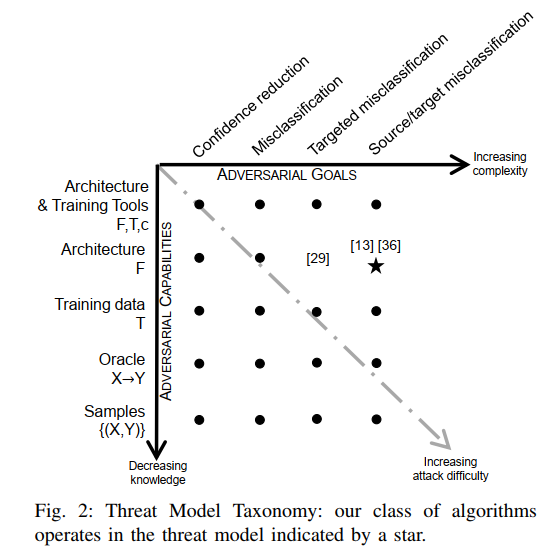 Confidence reduction
Misclassification
Targeted misclassification
Source/target misclassification
Increasing
complexity
ADVERSARIAL GOALS
ADVERSARIAL CAPABILITIES
Architecture
& Training Tools
F,T,c
Architecture
F
[29]
[13] [36]
Training data
T
Oracle
X→Y
Samples
{(X,Y)}
Decreasing
knowledge
Increasing
attack difficulty
Fig. 2: Threat Model Taxonomy: our class of algorithms
operates in the threat model indicated by a star.